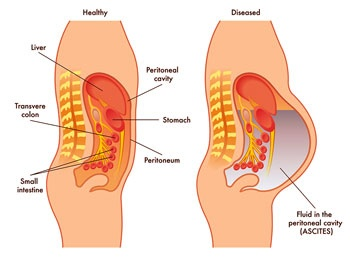 Healthy
Diseased
Liver
Peritoneal
cavity
Transvere
colon
Stomach
Peritoneum
Small
intestine
Fluid in the
peritoneal cavity
(ASCITES)